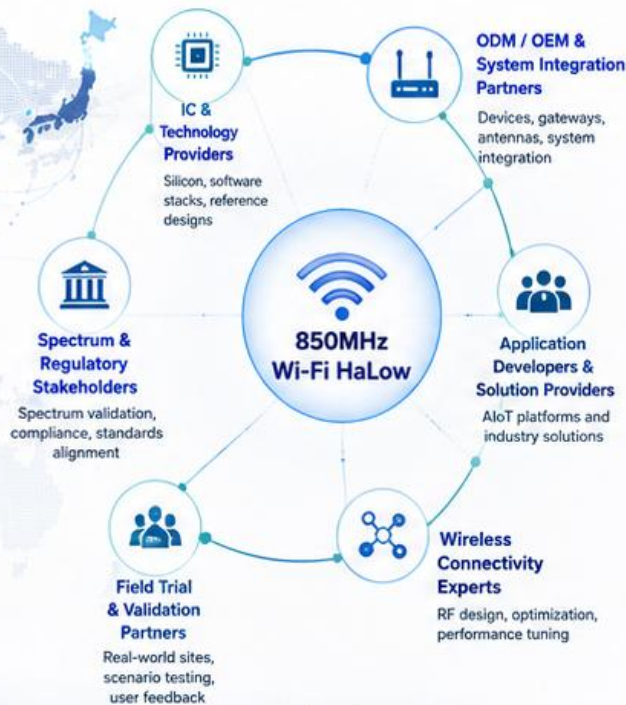 IC &
Technology
Providers
Silicon, software
stacks, reference
designs
ODM / OEM &
System Integration
Partners
Devices, gateways,
antennas, system
integration
850MHz
Wi-Fi HaLow
Spectrum &
Regulatory
Stakeholders
Spectrum validation,
compliance, standards
alignment
Application
Developers &
Solution Providers
AIoT platforms and
industry solutions
Field Trial
& Validation
Partners
Real-world sites,
scenario testing,
user feedback
Wireless
Connectivity
Experts
RF design, optimization,
performance tuning